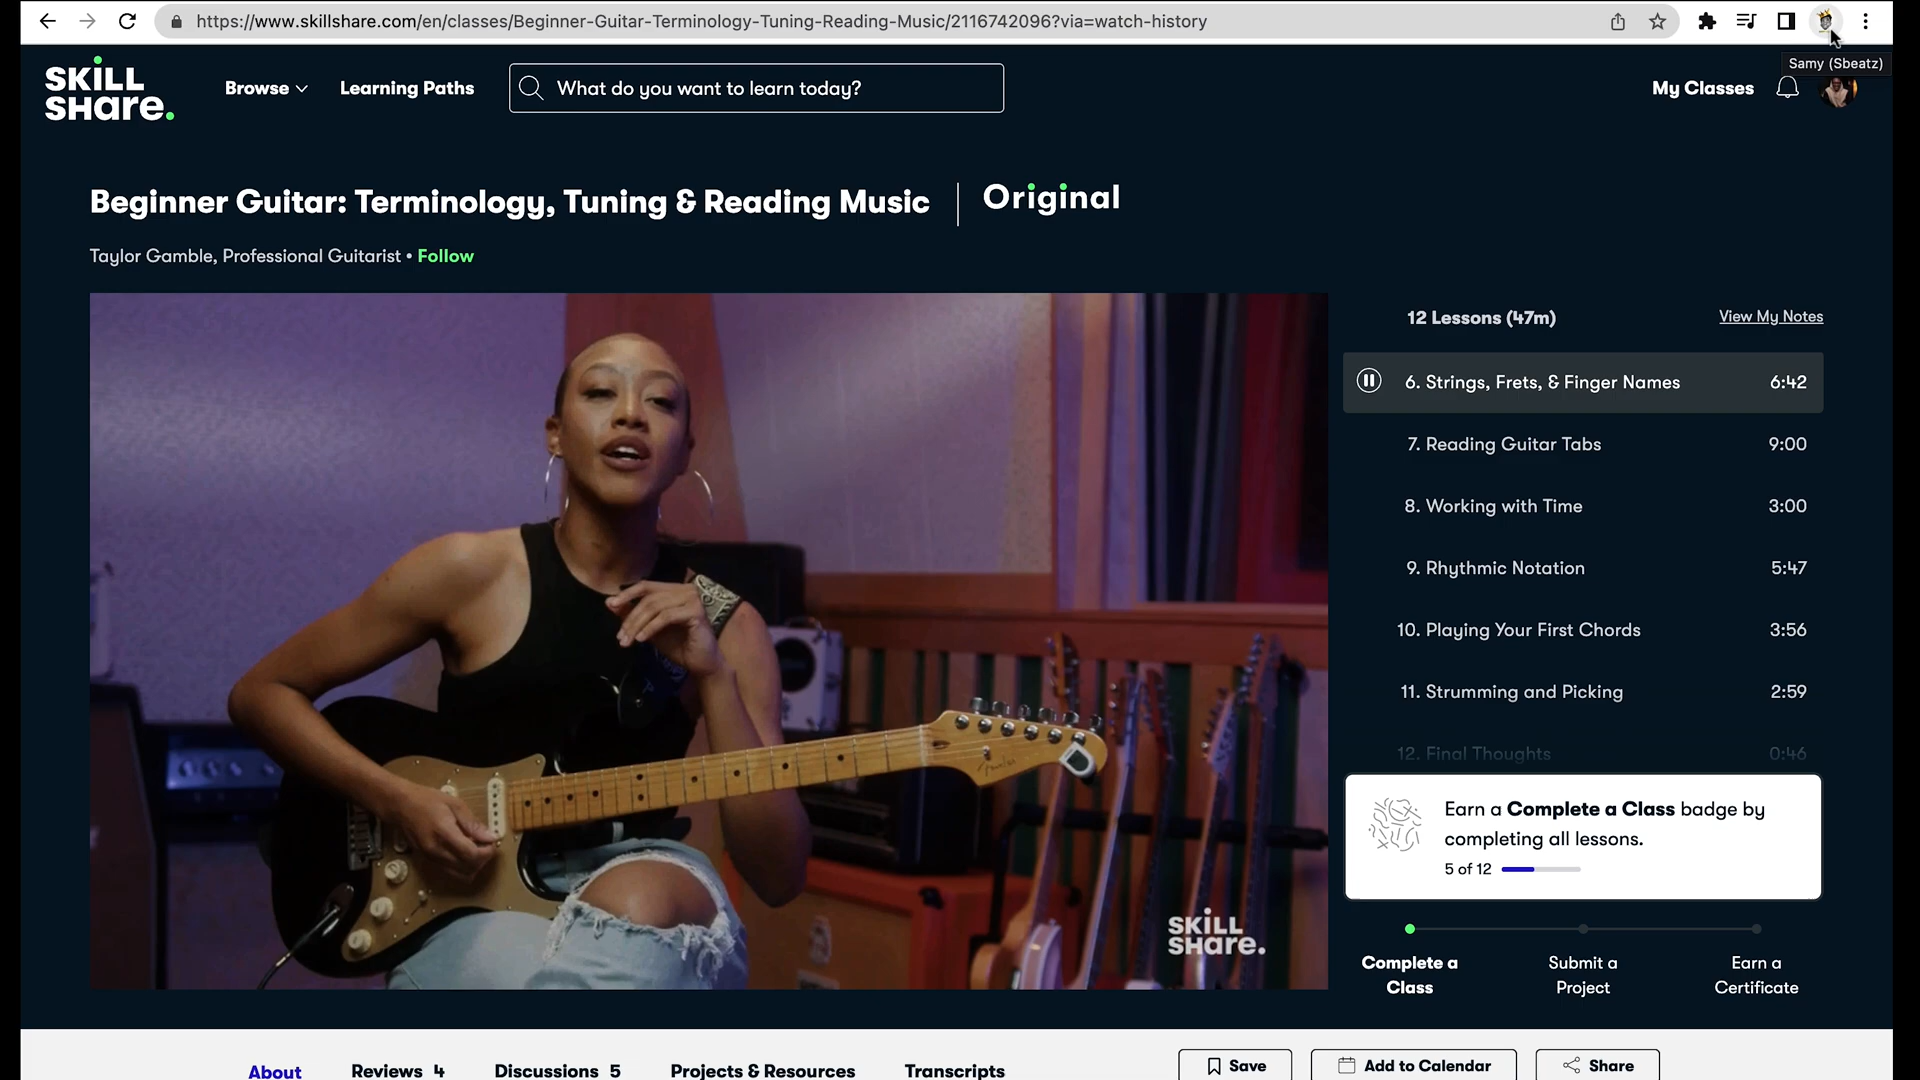 https://www.skillshare.com/en/classes/Beginner-Guitar-Terminology-Tuning-Reading-Music/2116742096?via=watch-history
Samy (Sbeatz)
SKiLL
SHare.
Browse
Learning Paths
What do you want to learn today?
My Classes
Beginner Guitar: Terminology, Tuning & Reading Music
Original
Taylor Gamble, Professional Guitarist • Follow
12 Lessons (47m)
View My Notes
6. Strings, Frets, & Finger Names 6:42
7. Reading Guitar Tabs 9:00
8. Working with Time 3:00
9. Rhythmic Notation 5:47
10. Playing Your First Chords 3:56
11. Strumming and Picking 2:59
12. Final Thoughts 0:46
Earn a Complete a Class badge by
completing all lessons.
5 of 12
SKiLL
SHare.
Complete a
Class
Submit a
Project
Earn a
Certificate
About
Reviews 4
Discussions 5
Projects & Resources
Transcripts
Save
Add to Calendar
Share